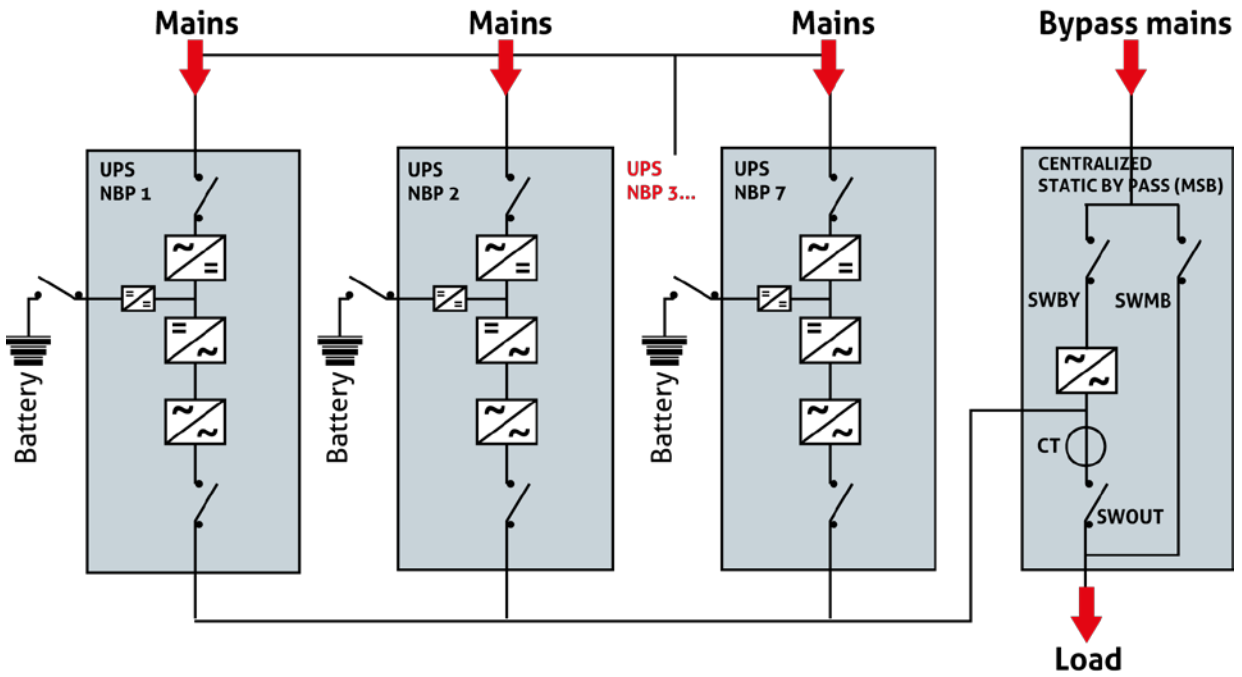 Mains
Mains
Mains
Bypass mains
UPS
NBP 1
UPS
NBP 2
UPS
NBP 3...
UPS
NBP 7
CENTRALIZED
STATIC BY PASS (MSB)
SWBY
SWMB
Battery
Battery
Battery
CT
SWOUT
Load